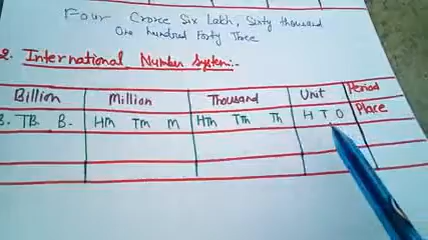 Four Crore Six Lakh, Sixty thousand
One hundred Forty Three
2. International Number System:-
Billion Million Thousand Unit Period
B. TB. B. Hm Tm m HTh TTh Th H T O Place